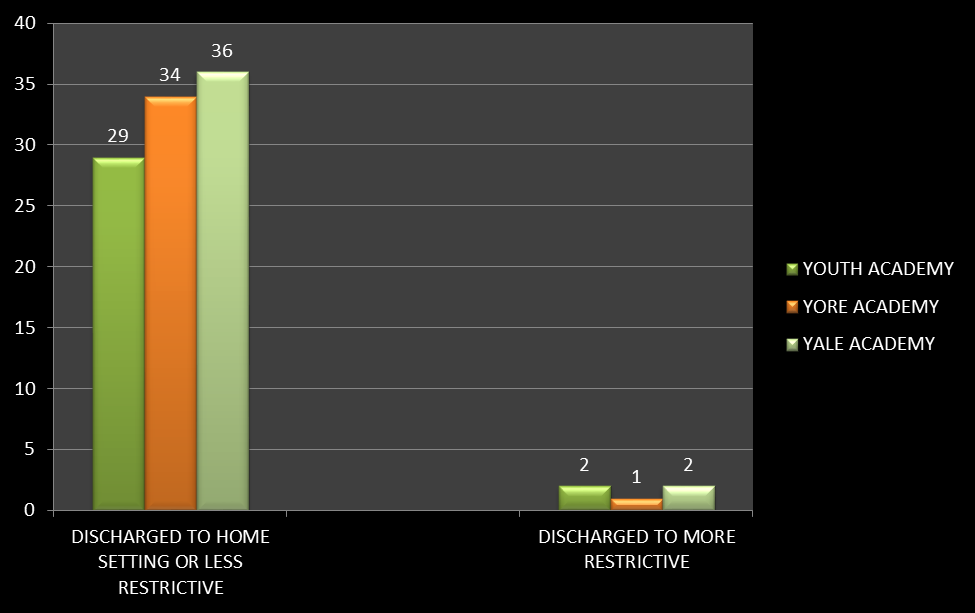 40
35
30
25
20
15
10
5
0
29
34
36
2
1
2
DISCHARGED TO HOME
SETTING OR LESS
RESTRICTIVE
DISCHARGED TO MORE
RESTRICTIVE
YOUTH ACADEMY
YORE ACADEMY
YALE ACADEMY